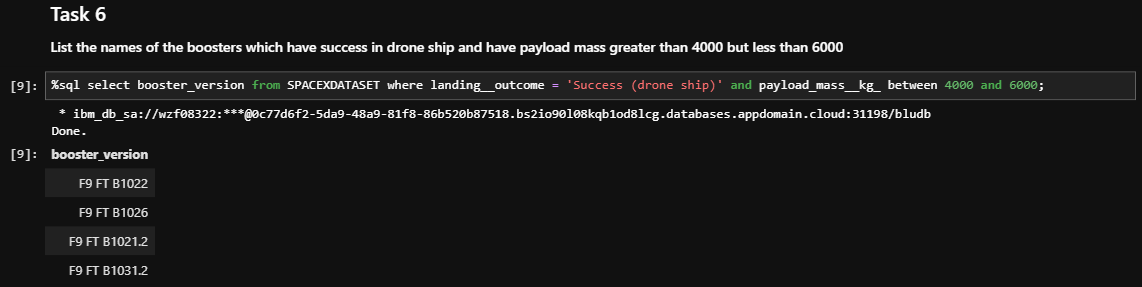 Task 6
List the names of the boosters which have success in drone ship and have payload mass greater than 4000 but less than 6000
[9]: %sql select booster_version from SPACEXDATASET where landing__outcome = 'Success (drone ship)' and payload_mass__kg_ between 4000 and 6000;
* ibm_db_sa://wzf08322:***@0c77d6f2-5da9-48a9-81f8-86b520b87518.bs2io90l08kqb1od8lcg.databases.appdomain.cloud:31198/bludb
Done.
[9]: booster_version
F9 FT B1022
F9 FT B1026
F9 FT B1021.2
F9 FT B1031.2